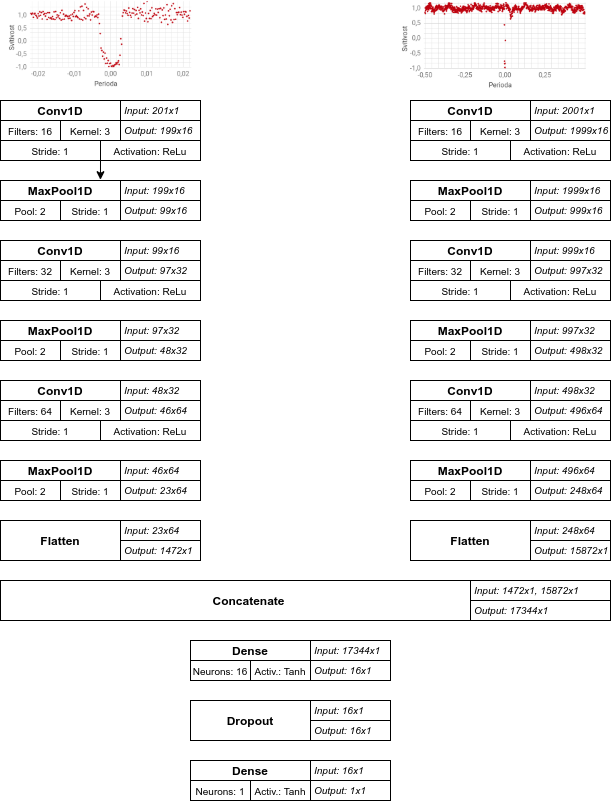 1,0
0,5
0,0
-0,5
-1,0
Světlost
-0,02
-0,01
0,00
0,01
0,02
Perioda
1,0
0,5
0,0
-0,5
-1,0
Světlost
-0,50
-0,25
0,00
0,25
Perioda
Conv1D
Input: 201x1
Filters: 16
Kernel: 3
Output: 199x16
Stride: 1
Activation: ReLu
Conv1D
Input: 2001x1
Filters: 16
Kernel: 3
Output: 1999x16
Stride: 1
Activation: ReLu
MaxPool1D
Input: 199x16
Pool: 2
Stride: 1
Output: 99x16
MaxPool1D
Input: 1999x16
Pool: 2
Stride: 1
Output: 999x16
Conv1D
Input: 99x16
Filters: 32
Kernel: 3
Output: 97x32
Stride: 1
Activation: ReLu
Conv1D
Input: 999x16
Filters: 32
Kernel: 3
Output: 997x32
Stride: 1
Activation: ReLu
MaxPool1D
Input: 97x32
Pool: 2
Stride: 1
Output: 48x32
MaxPool1D
Input: 997x32
Pool: 2
Stride: 1
Output: 498x32
Conv1D
Input: 48x32
Filters: 64
Kernel: 3
Output: 46x64
Stride: 1
Activation: ReLu
Conv1D
Input: 498x32
Filters: 64
Kernel: 3
Output: 496x64
Stride: 1
Activation: ReLu
MaxPool1D
Input: 46x64
Pool: 2
Stride: 1
Output: 23x64
MaxPool1D
Input: 496x64
Pool: 2
Stride: 1
Output: 248x64
Flatten
Input: 23x64
Output: 1472x1
Flatten
Input: 248x64
Output: 15872x1
Concatenate
Input: 1472x1, 15872x1
Output: 17344x1
Dense
Input: 17344x1
Neurons: 16
Activ.: Tanh
Output: 16x1
Dropout
Input: 16x1
Output: 16x1
Dense
Input: 16x1
Neurons: 1
Activ.: Tanh
Output: 1x1